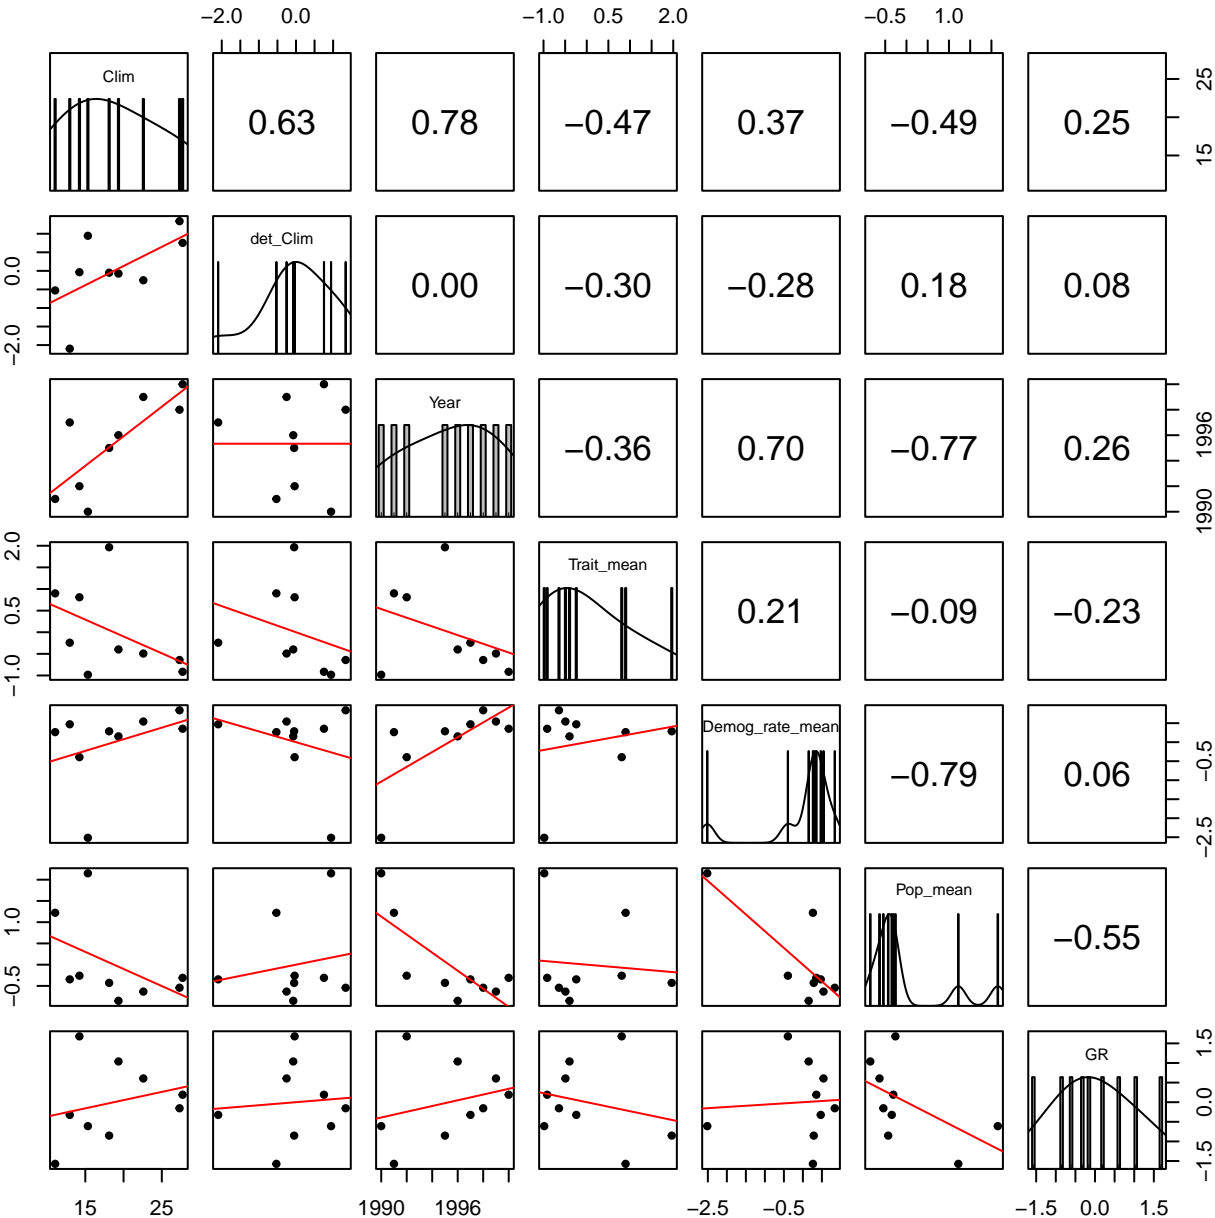 −2.0 0.0 −1.0 0.5 2.0 −0.5 1.0
Clim 0.63 0.78 −0.47 0.37 −0.49 0.25 15 25
−2.0 0.0 det_Clim 0.00 −0.30 −0.28 0.18 0.08
Year −0.36 0.70 −0.77 0.26 1990 1996
−1.0 0.5 2.0 Trait_mean 0.21 −0.09 −0.23
Demog_rate_mean −0.79 0.06 −2.5 −0.5
−0.5 1.0 Pop_mean −0.55
GR −1.5 0.0 1.5
15 25 1990 1996 −2.5 −0.5 −1.5 0.0 1.5